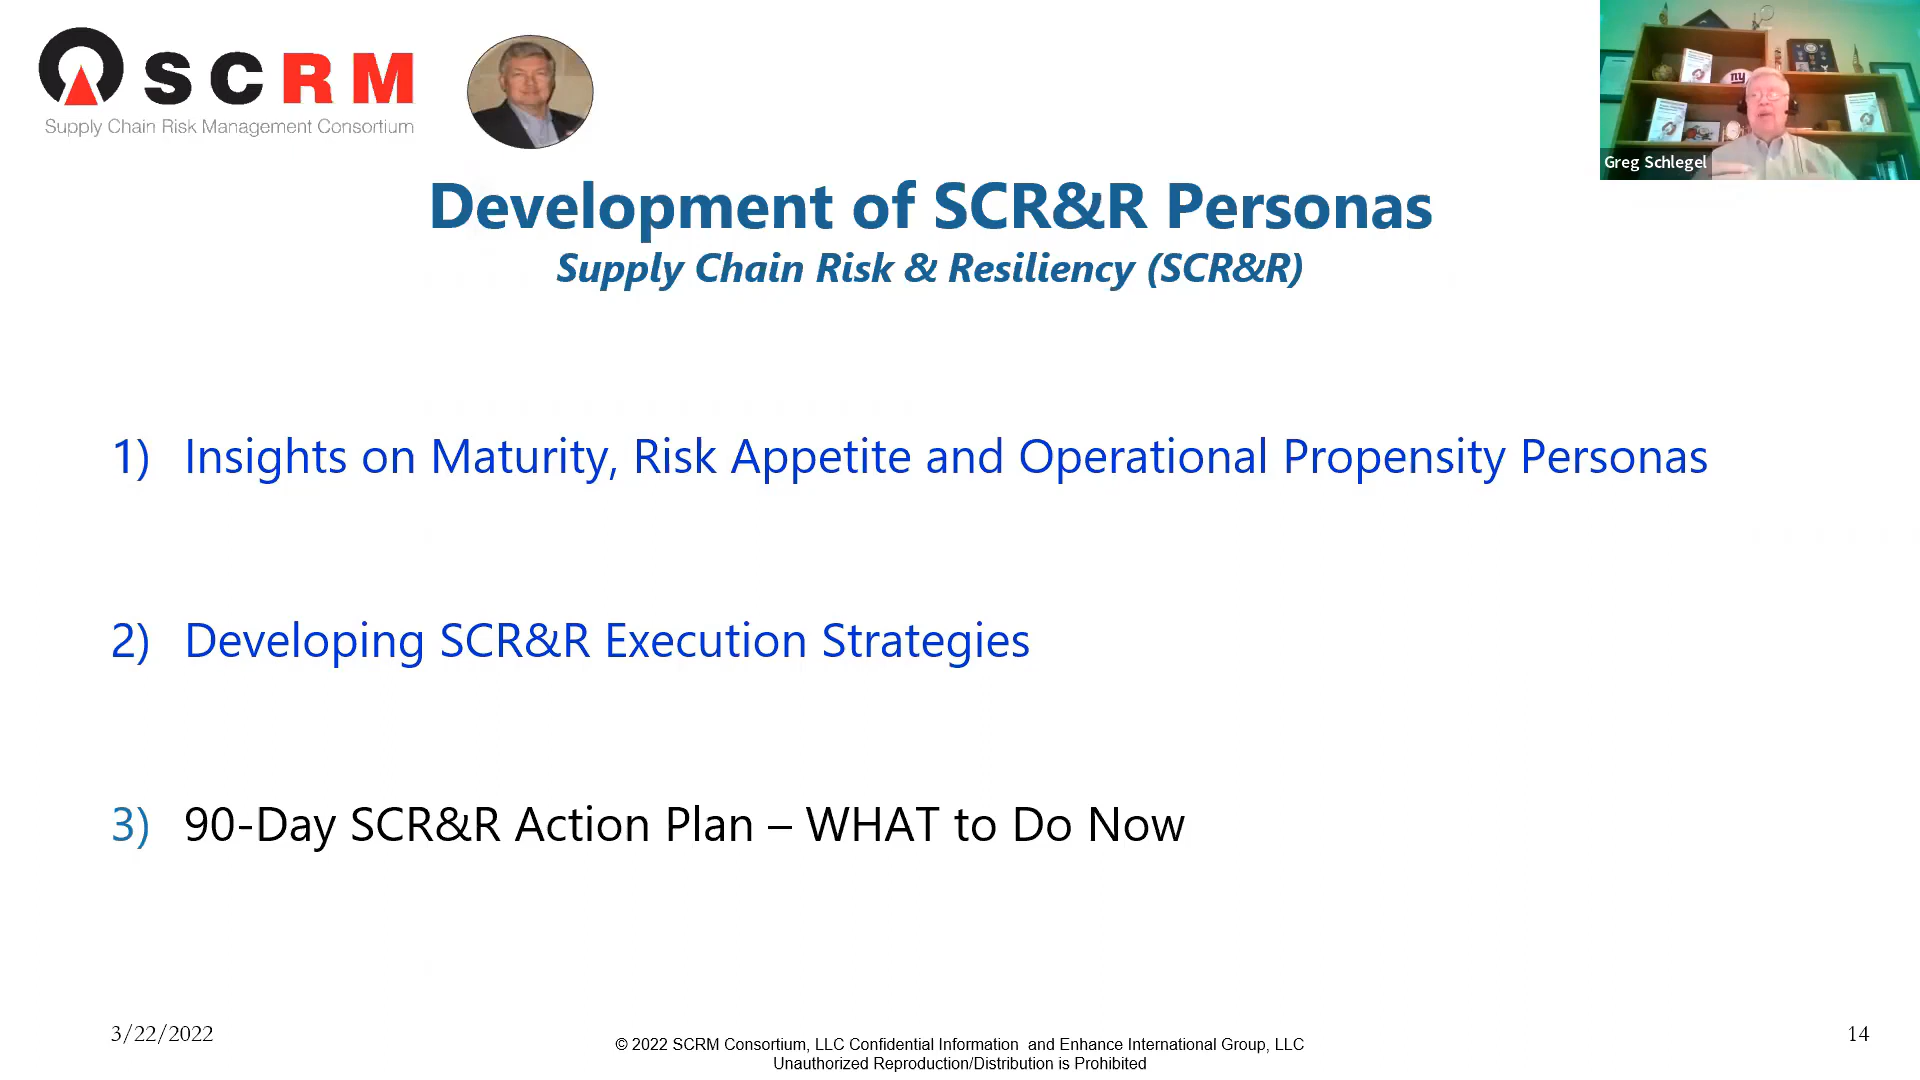 SCRM
Supply Chain Risk Management Consortium
ny
Greg Schlegel
Development of SCR&R Personas
Supply Chain Risk & Resiliency (SCR&R)
1) Insights on Maturity, Risk Appetite and Operational Propensity Personas
2) Developing SCR&R Execution Strategies
3) 90-Day SCR&R Action Plan – WHAT to Do Now
3/22/2022
© 2022 SCRM Consortium, LLC Confidential Information and Enhance International Group, LLC
Unauthorized Reproduction/Distribution is Prohibited
14